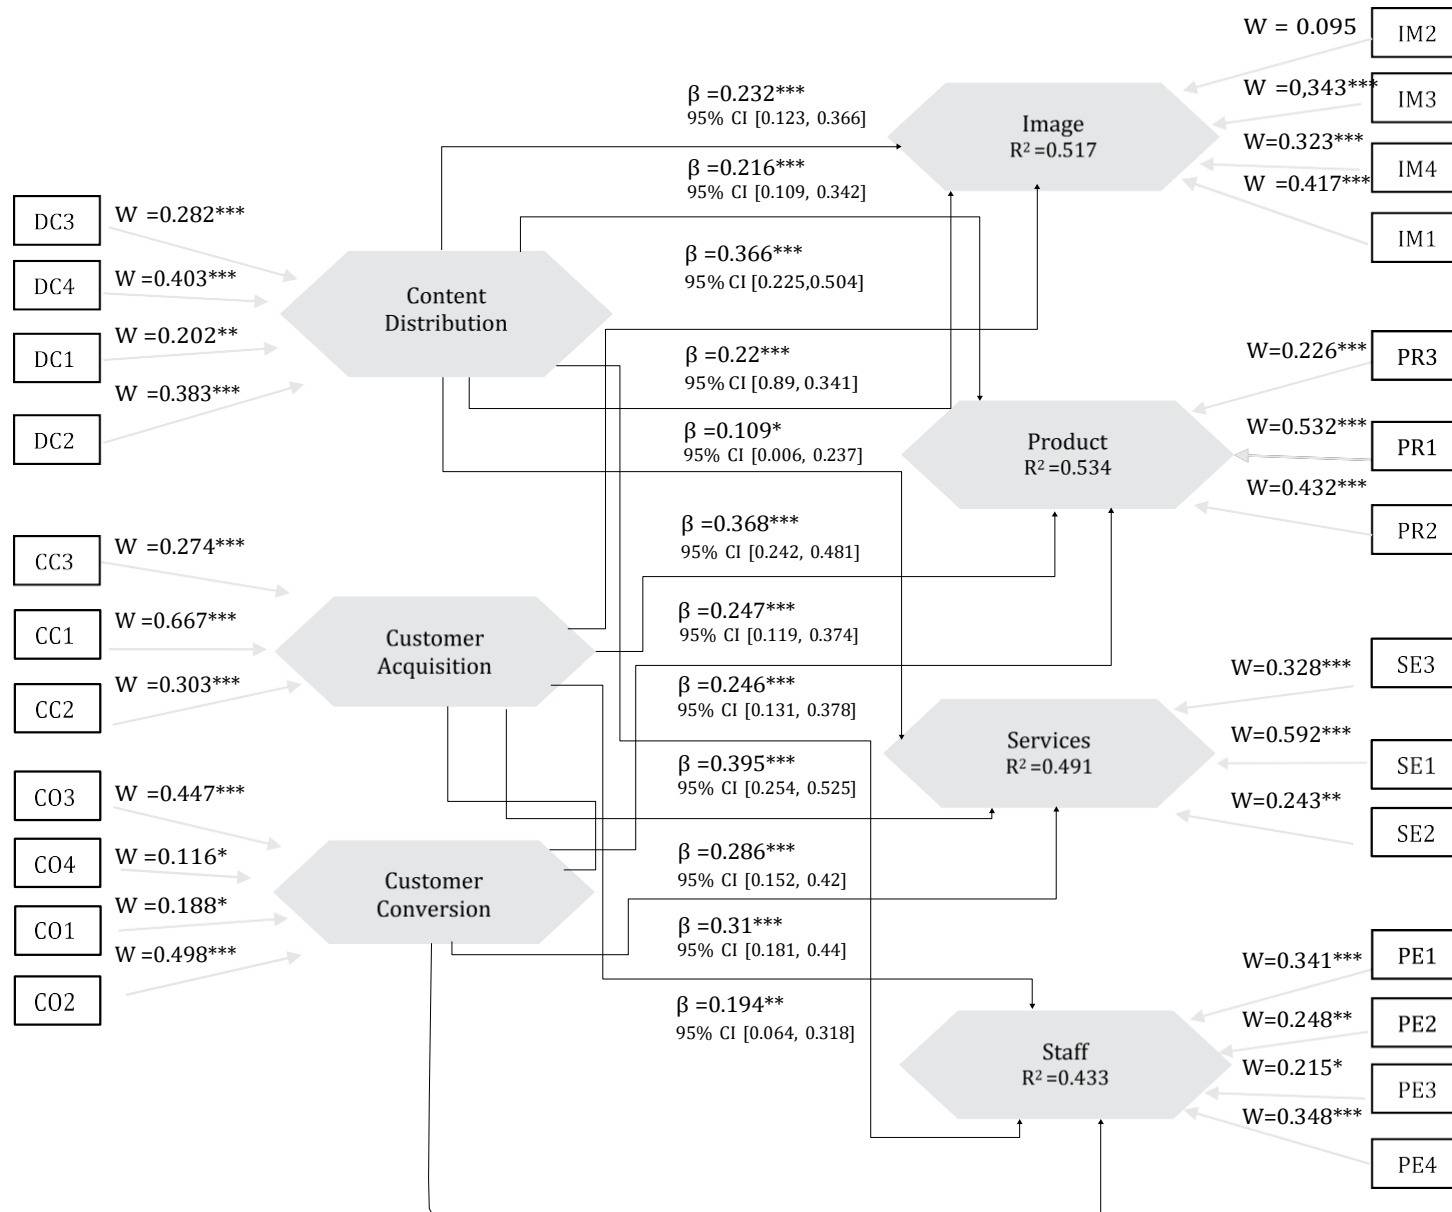 W = 0.095
IM2
W =0,343***
IM3
W=0.323***
IM4
W =0.417***
IM1
Image
R² =0.517
β =0.232***
95% CI [0.123, 0.366]
β =0.216***
95% CI [0.109, 0.342]
β =0.366***
95% CI [0.225,0.504]
β =0.22***
95% CI [0.89, 0.341]
β =0.109*
95% CI [0.006, 0.237]
β =0.368***
95% CI [0.242, 0.481]
β =0.247***
95% CI [0.119, 0.374]
β =0.246***
95% CI [0.131, 0.378]
β =0.395***
95% CI [0.254, 0.525]
β =0.286***
95% CI [0.152, 0.42]
β =0.31***
95% CI [0.181, 0.44]
β =0.194**
95% CI [0.064, 0.318]
DC3
W =0.282***
DC4
W =0.403***
DC1
W =0.202**
DC2
W =0.383***
Content
Distribution
CC3
W =0.274***
CC1
W =0.667***
CC2
W =0.303***
Customer
Acquisition
CO3
W =0.447***
CO4
W =0.116*
CO1
W =0.188*
CO2
W =0.498***
Customer
Conversion
Product
R² =0.534
W=0.226***
PR3
W=0.532***
PR1
W=0.432***
PR2
Services
R² =0.491
W=0.328***
SE3
W=0.592***
SE1
W=0.243**
SE2
Staff
R² =0.433
W=0.341***
PE1
W=0.248**
PE2
W=0.215*
PE3
W=0.348***
PE4